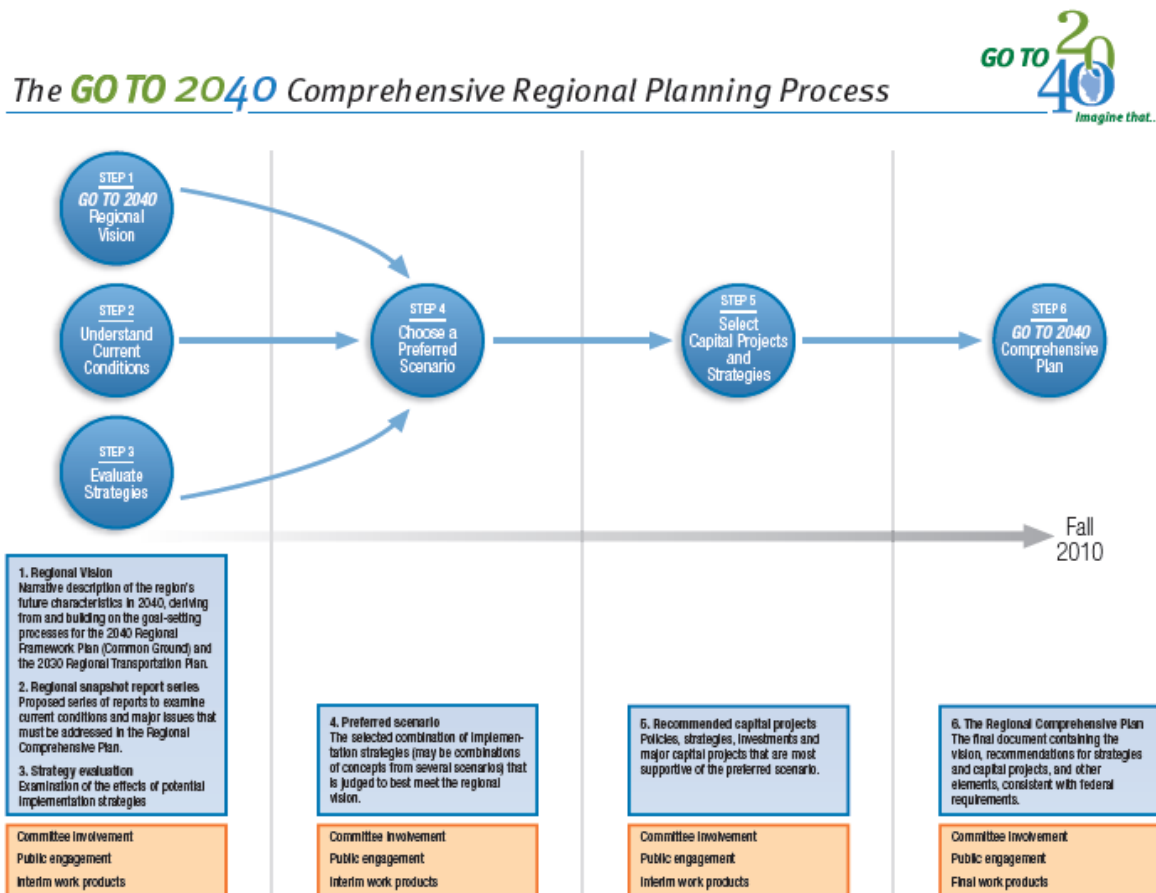 The GO TO 2040 Comprehensive Regional Planning Process
GO TO 2040
Imagine that...
STEP 1
GO TO 2040
Regional
Vision
STEP 2
Understand
Current
Conditions
STEP 3
Evaluate
Strategies
STEP 4
Choose a
Preferred
Scenario
STEP 5
Select
Capital Projects
and
Strategies
STEP 6
GO TO 2040
Comprehensive
Plan
Fall
2010
1. Regional Vision
Narrative description of the region's
future characteristics in 2040, deriving
from and building on the goal-setting
processes for the 2040 Regional
Framework Plan (Common Ground) and
the 2030 Regional Transportation Plan.
2. Regional snapshot report series
Proposed series of reports to examine
current conditions and major issues that
must be addressed in the Regional
Comprehensive Plan.
3. Strategy evaluation
Examination of the effects of potential
implementation strategies
4. Preferred scenario
The selected combination of implemen-
tation strategies (may be combinations
of concepts from several scenarios) that
is judged to best meet the regional
vision.
5. Recommended capital projects
Policies, strategies, investments and
major capital projects that are most
supportive of the preferred scenario.
6. The Regional Comprehensive Plan
The final document containing the
vision, recommendations for strategies
and capital projects, and other
elements, consistent with federal
requirements.
Committee involvement
Public engagement
Interim work products
Committee involvement
Public engagement
Interim work products
Committee involvement
Public engagement
Interim work products
Committee involvement
Public engagement
Final work products